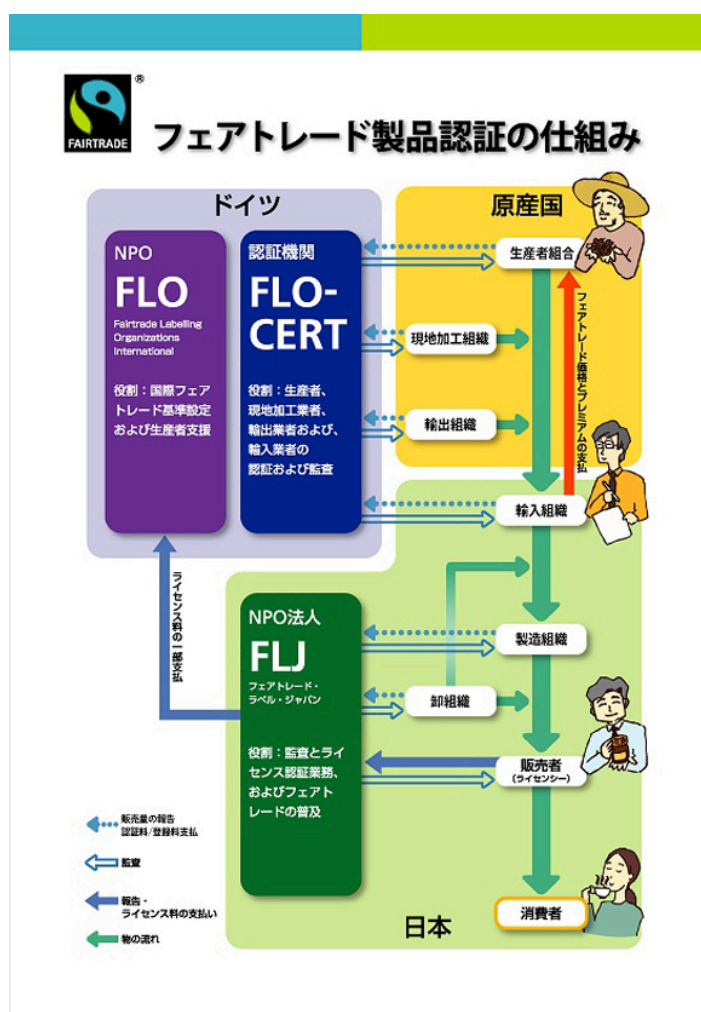 ®
FAIRTRADE
フェアトレード製品認証の仕組み
ドイツ
原産国
NPO
FLO
Fairtrade Labelling
Organizations
International
役割：国際フェア
トレード基準設定
および生産者支援
認証機関
FLO-
CERT
役割：生産者、
現地加工業者、
輸出業者および、
輸入業者の
認証および監査
生産者組合
現地加工組織
輸出組織
フェアトレード価格とプレミアムの支払
輸入組織
ライセンス料の一部支払
NPO法人
FLJ
フェアトレード・
ラベル・ジャパン
役割：監査とライ
センス認証業務、
およびフェアト
レードの普及
製造組織
卸組織
販売者
(ライセンシー)
消費者
日本
販売量の報告
認証料/登録料支払
監査
報告・
ライセンス料の支払い
物の流れ